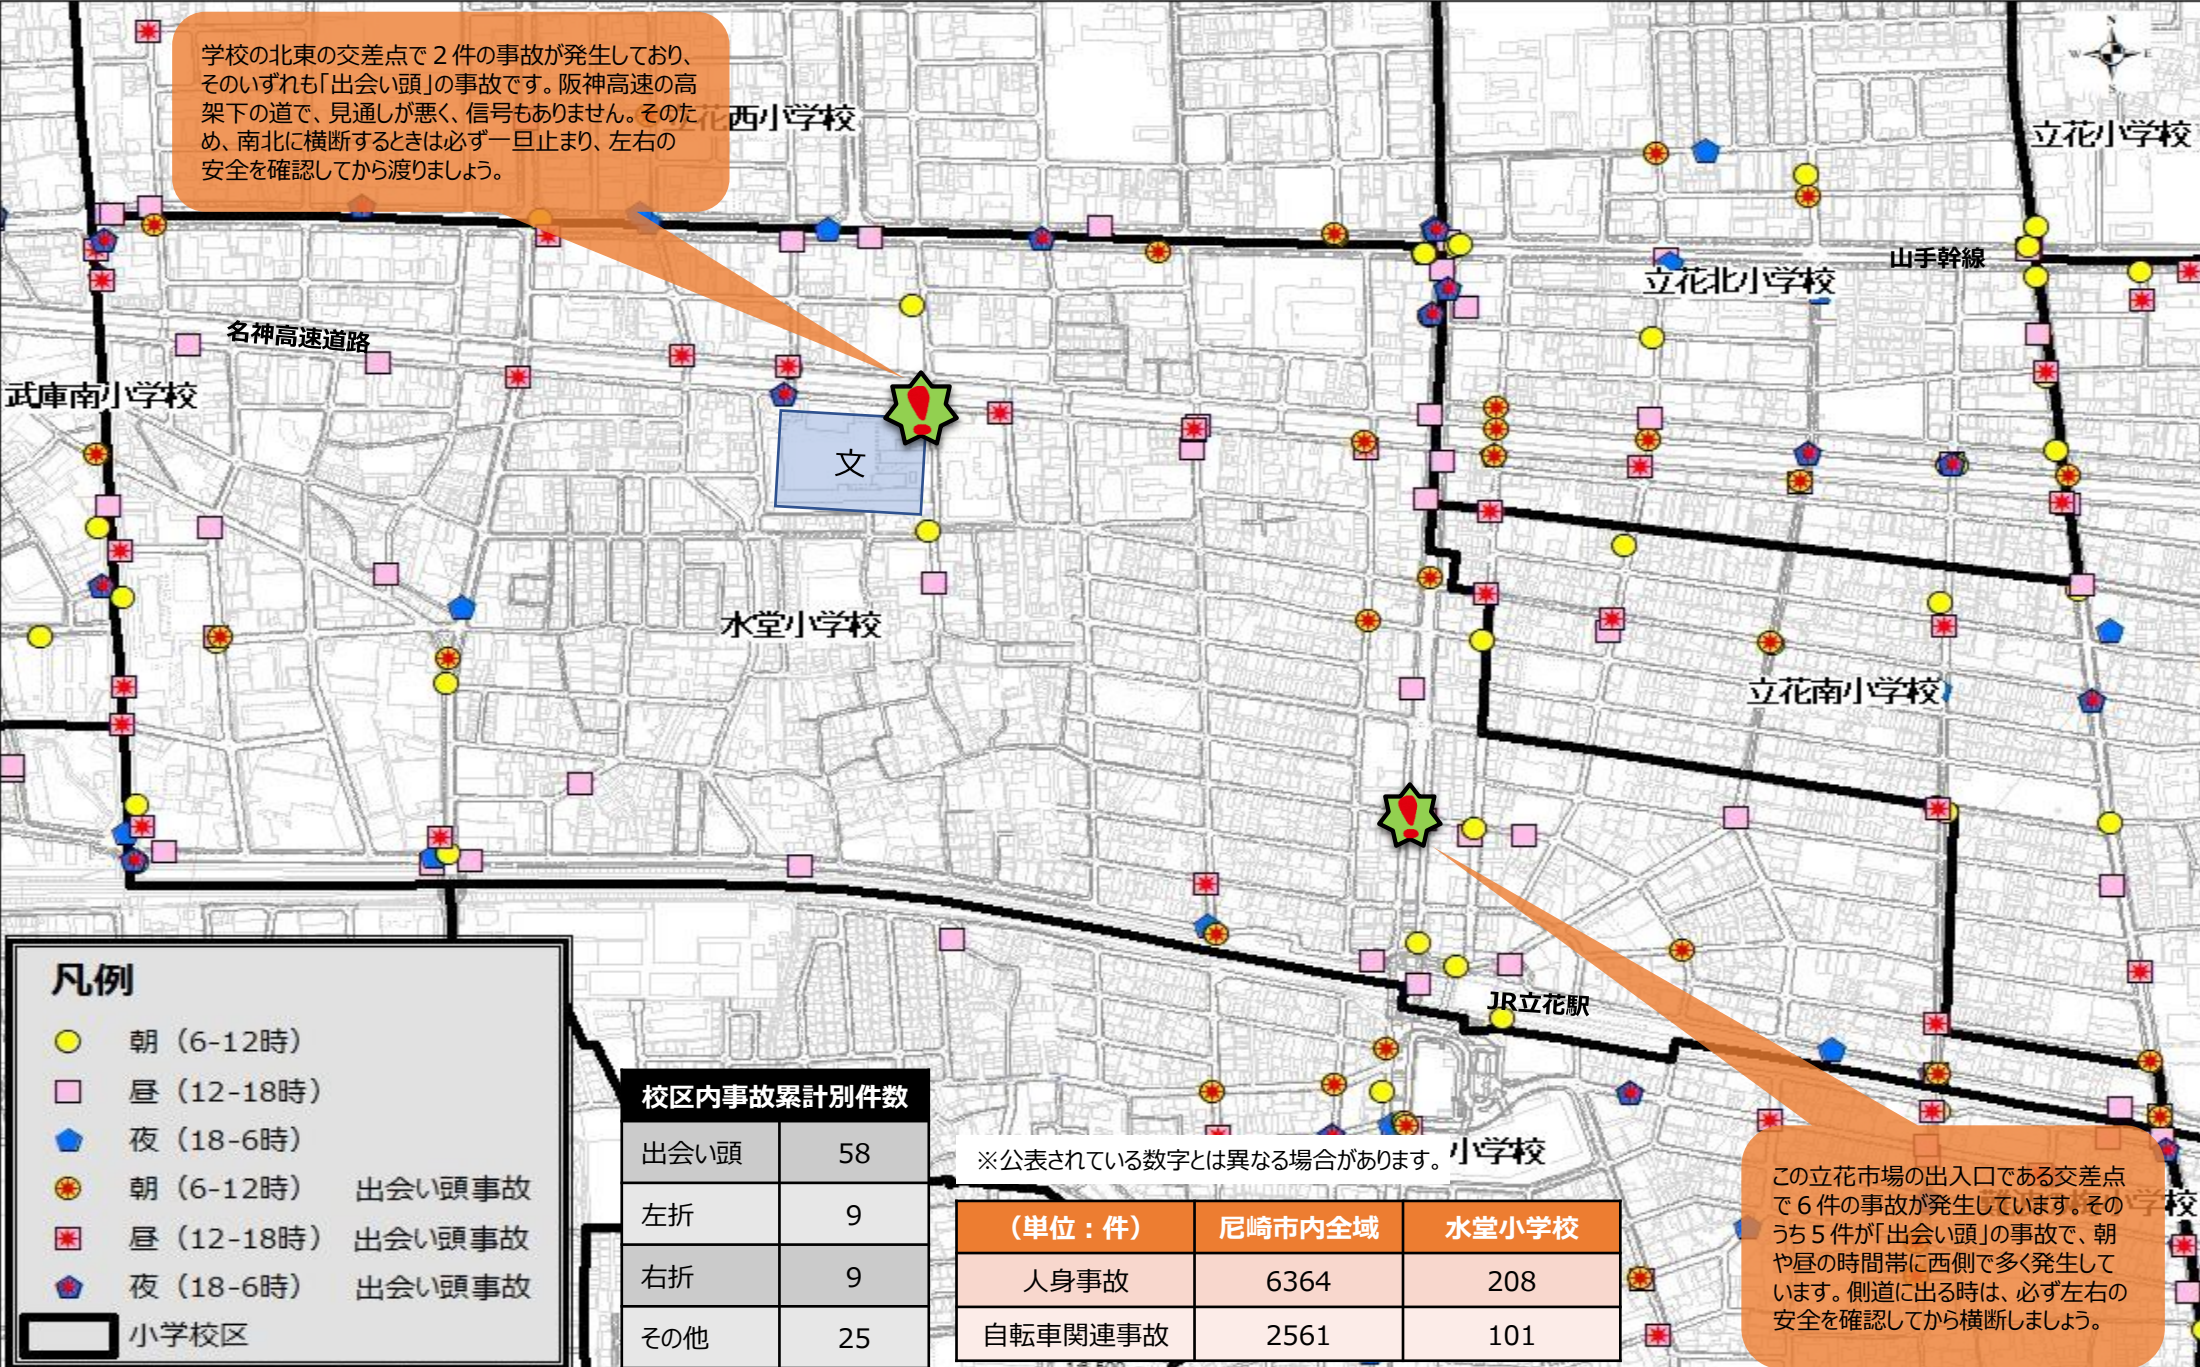 学校の北東の交差点で２件の事故が発生しており、
そのいずれも「出会い頭」の事故です。阪神高速の高
架下の道で、見通しが悪く、信号もありません。そのた
め、南北に横断するときは必ず一旦止まり、左右の
安全を確認してから渡りましょう。
立花西小学校
N
W E
S
立花小学校
山手幹線
立花北小学校
名神高速道路
武庫南小学校
文
水堂小学校
立花南小学校
JR立花駅
凡例
朝（6-12時）
昼（12-18時）
夜（18-6時）
朝（6-12時） 出会い頭事故
昼（12-18時） 出会い頭事故
夜（18-6時） 出会い頭事故
小学校区
校区内事故累計別件数
出会い頭 58
左折 9
右折 9
その他 25
※公表されている数字とは異なる場合があります。
小学校
（単位：件） 尼崎市内全域 水堂小学校
人身事故 6364 208
自転車関連事故 2561 101
この立花市場の出入口である交差点
で６件の事故が発生しています。その
うち５件が「出会い頭」の事故で、朝
や昼の時間帯に西側で多く発生して
います。側道に出る時は、必ず左右の
安全を確認してから横断しましょう。
小学校